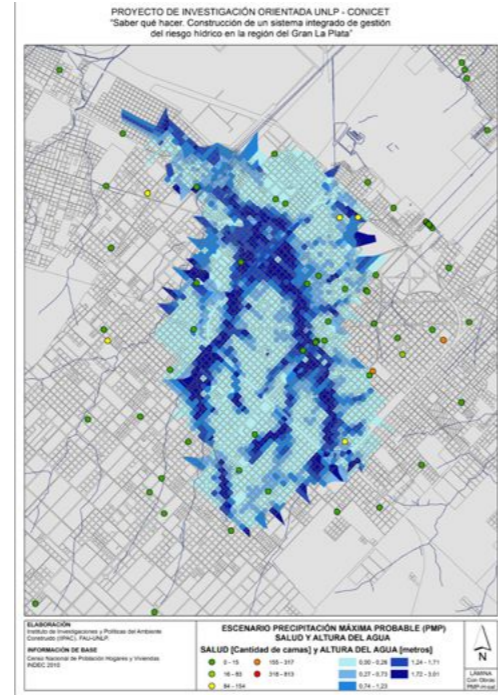 PROYECTO DE INVESTIGACIÓN ORIENTADA UNLP - CONICET
"Saber qué hacer. Construcción de un sistema integrado de gestión
del riesgo hídrico en la región del Gran La Plata"
ELABORACIÓN
Instituto de Investigaciones y Políticas del Ambiente
Construido (IIPAC). FAU-UNLP.
INFORMACIÓN DE BASE
Censo Nacional de Población Hogares y Viviendas
INDEC 2010
ESCENARIO PRECIPITACIÓN MÁXIMA PROBABLE (PMP)
SALUD Y ALTURA DEL AGUA
SALUD [Cantidad de camas] y ALTURA DEL AGUA [metros]
0 - 15
155 - 317
0,00 - 0,26
1,24 - 1,71
16 - 83
318 - 813
0,27 - 0,73
1,72 - 3,01
84 - 154
0,74 - 1,23
N
LÁMINA
Con Obras